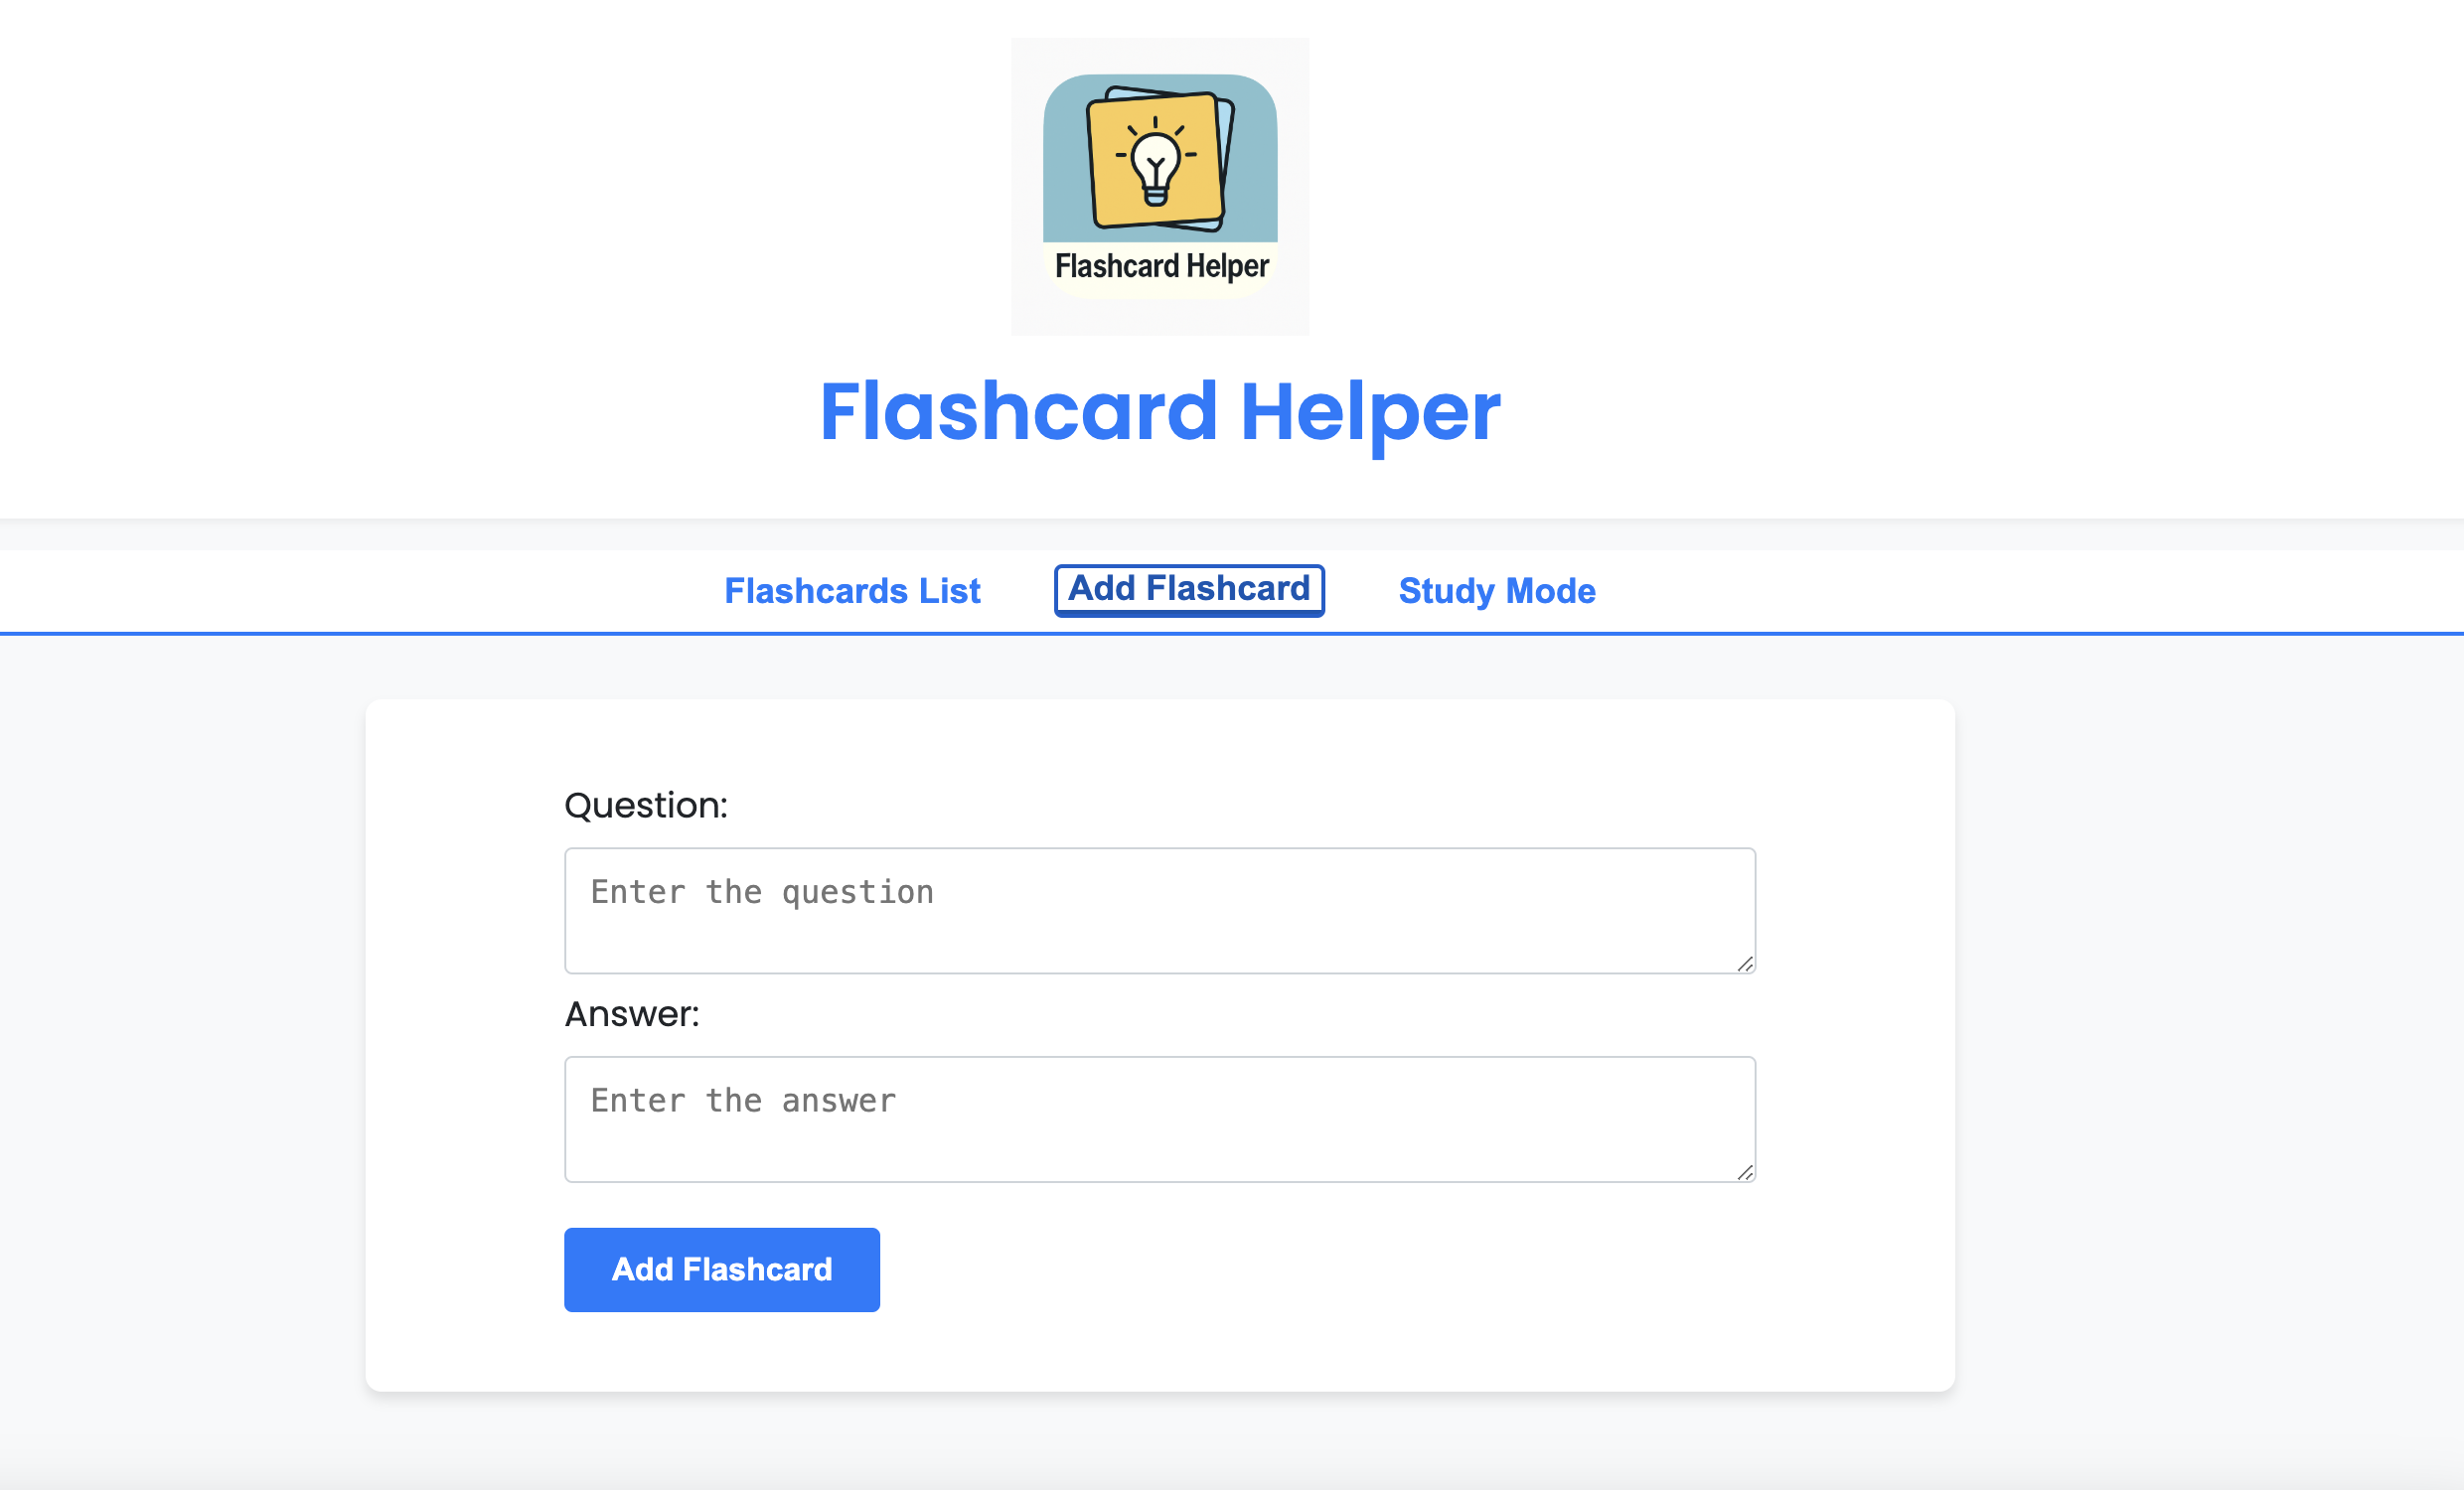 Flashcard Helper
Flashcard Helper
Flashcards List Add Flashcard Study Mode
Question:
Enter the question
Answer:
Enter the answer
Add Flashcard